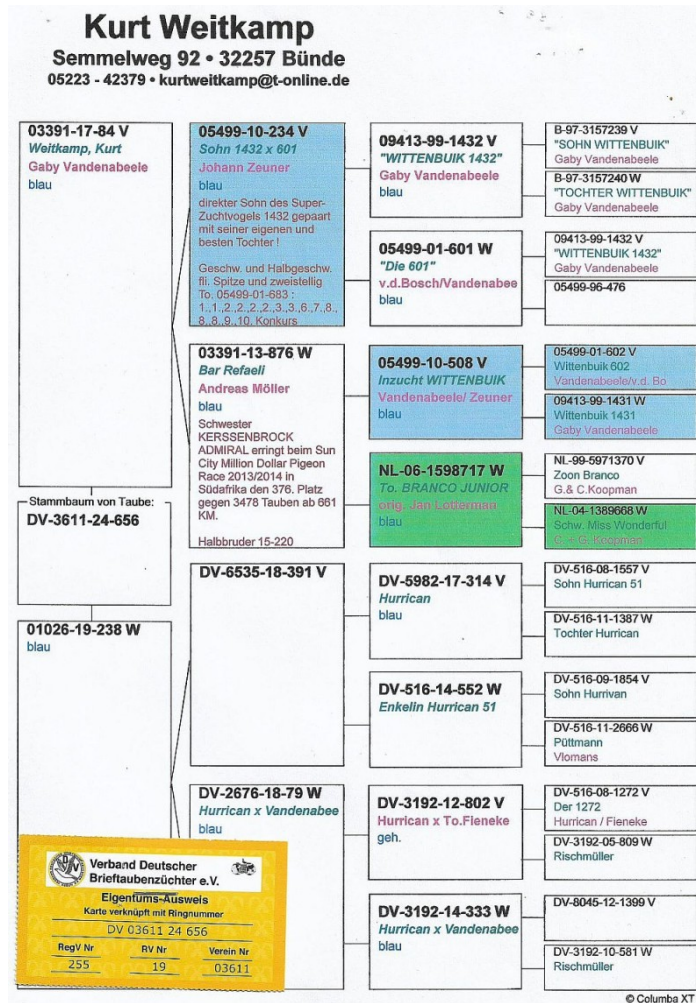 Kurt Weitkamp
Semmelweg 92 • 32257 Bünde
05223 - 42379 • kurtweitkamp@t-online.de
03391-17-84 V
Weitkamp, Kurt
Gaby Vandenabeele
blau
Stammbaum von Taube:
DV-3611-24-656
01026-19-238 W
blau
05499-10-234 V
Sohn 1432 x 601
Johann Zeuner
blau
direkter Sohn des Super-
Zuchtvogels 1432 gepaart
mit seiner eigenen und
besten Tochter !
Geschw. und Halbgeschw.
fli. Spitze und zweistellig
To. 05499-01-683 :
1.,1.,2.,2.,2.,2.,3.,3.,6.,7.,8.,
8.,8.,9.,10. Konkurs
03391-13-876 W
Bar Refaeli
Andreas Möller
blau
Schwester
KERSSENBROCK
ADMIRAL erringt beim Sun
City Million Dollar Pigeon
Race 2013/2014 in
Südafrika den 376. Platz
gegen 3478 Tauben ab 661
KM.
Halbbruder 15-220
DV-6535-18-391 V
DV-2676-18-79 W
Hurrican x Vandenabee
blau
09413-99-1432 V
"WITTENBUIK 1432"
Gaby Vandenabeele
blau
05499-01-601 W
"Die 601"
v.d.Bosch/Vandenabee
blau
05499-10-508 V
Inzucht WITTENBUIK
Vandenabeele/ Zeuner
blau
NL-06-1598717 W
To. BRANCO JUNIOR
orig. Jan Lotterman
blau
DV-5982-17-314 V
Hurrican
blau
DV-516-14-552 W
Enkelin Hurrican 51
DV-3192-12-802 V
Hurrican x To.Fieneke
geh.
DV-3192-14-333 W
Hurrican x Vandenabee
blau
B-97-3157239 V
"SOHN WITTENBUIK"
Gaby Vandenabeele
B-97-3157240 W
"TOCHTER WITTENBUIK"
Gaby Vandenabeele
09413-99-1432 V
"WITTENBUIK 1432"
Gaby Vandenabeele
05499-96-476
05499-01-602 V
Wittenbuik 602
Vandenabeele/v.d. Bo
09413-99-1431 W
Wittenbuik 1431
Gaby Vandenabeele
NL-99-5971370 V
Zoon Branco
G.& C.Koopman
NL-04-1389668 W
Schw. Miss Wonderful
C. + G. Koopman
DV-516-08-1557 V
Sohn Hurrican 51
DV-516-11-1387 W
Tochter Hurrican
DV-516-09-1854 V
Sohn Hurrivan
DV-516-11-2666 W
Püttmann
Vlomans
DV-516-08-1272 V
Der 1272
Hurrican / Fieneke
DV-3192-05-809 W
Rischmüller
DV-8045-12-1399 V
DV-3192-10-581 W
Rischmüller
Verband Deutscher
Brieftaubenzüchter e.V.
Eigentums-Ausweis
Karte verknüpft mit Ringnummer
DV 03611 24 656
RegV Nr RV Nr Verein Nr
255 19 03611
© Columba XT